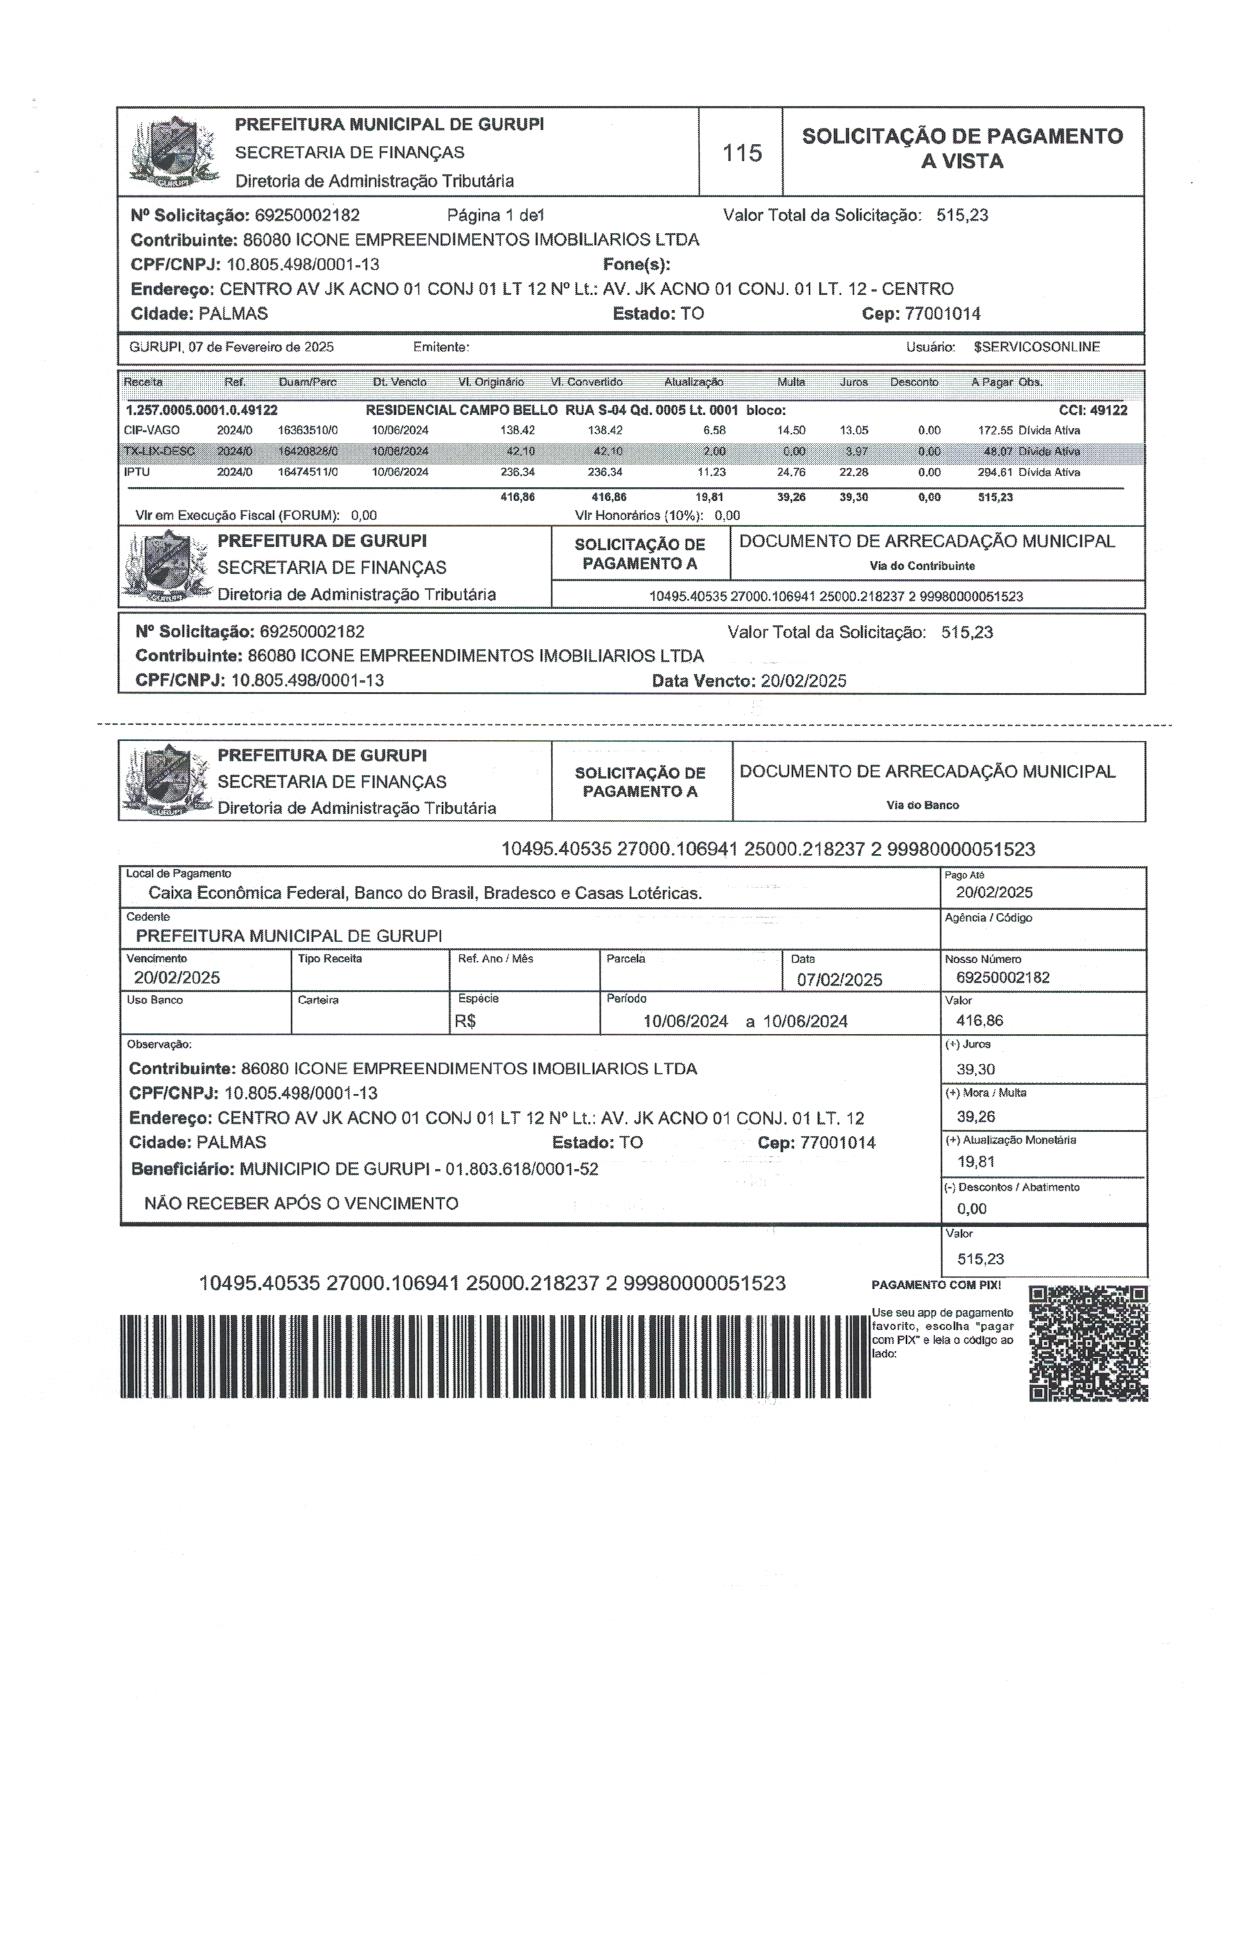 PREFEITURA MUNICIPAL DE GURUPI
SECRETARIA DE FINANÇAS
Diretoria de Administração Tributária
115
SOLICITAÇÃO DE PAGAMENTO
A VISTA
GURUPI
Nº Solicitação: 69250002182 Página 1 de1 Valor Total da Solicitação: 515,23
Contribuinte: 86080 ICONE EMPREENDIMENTOS IMOBILIARIOS LTDA
CPF/CNPJ: 10.805.498/0001-13 Fone(s):
Endereço: CENTRO AV JK ACNO 01 CONJ 01 LT 12 Nº Lt.: AV. JK ACNO 01 CONJ. 01 LT. 12 - CENTRO
Cidade: PALMAS Estado: TO Cep: 77001014
GURUPI, 07 de Fevereiro de 2025 Emitente: Usuário: $SERVICOSONLINE
Receita Ref. Duam/Parc Dt. Vencto Vl. Originário Vl. Convertido Atualização Multa Juros Desconto A Pagar Obs.
1.257.0005.0001.0.49122 RESIDENCIAL CAMPO BELLO RUA S-04 Qd. 0005 Lt. 0001 bloco: CCI: 49122
CIP-VAGO 2024/0 16363510/0 10/06/2024 138.42 138.42 6.58 14.50 13.05 0.00 172.55 Dívida Ativa
TX-LIX-DESC 2024/0 16420828/0 10/06/2024 42.10 42.10 2.00 0.00 3.97 0.00 48.07 Dívida Ativa
IPTU 2024/0 16474511/0 10/06/2024 236.34 236.34 11.23 24.76 22.28 0.00 294.61 Dívida Ativa
416,86 416,86 19,81 39,26 39,30 0,00 515,23
Vlr em Execução Fiscal (FORUM): 0,00 Vlr Honorários (10%): 0,00
PREFEITURA DE GURUPI
SECRETARIA DE FINANÇAS
Diretoria de Administração Tributária
GURUPI
SOLICITAÇÃO DE
PAGAMENTO A
DOCUMENTO DE ARRECADAÇÃO MUNICIPAL
Via do Contribuinte
10495.40535 27000.106941 25000.218237 2 99980000051523
Nº Solicitação: 69250002182 Valor Total da Solicitação: 515,23
Contribuinte: 86080 ICONE EMPREENDIMENTOS IMOBILIARIOS LTDA
CPF/CNPJ: 10.805.498/0001-13 Data Vencto: 20/02/2025
PREFEITURA DE GURUPI
SECRETARIA DE FINANÇAS
Diretoria de Administração Tributária
GURUPI
SOLICITAÇÃO DE
PAGAMENTO A
DOCUMENTO DE ARRECADAÇÃO MUNICIPAL
Via do Banco
10495.40535 27000.106941 25000.218237 2 99980000051523
Local de Pagamento
Caixa Econômica Federal, Banco do Brasil, Bradesco e Casas Lotéricas.
Pago Até
20/02/2025
Cedente
PREFEITURA MUNICIPAL DE GURUPI
Agência / Código
Vencimento Tipo Receita Ref. Ano / Mês Parcela Data Nosso Número
20/02/2025 07/02/2025 69250002182
Uso Banco Carteira Espécie Período Valor
R$ 10/06/2024 a 10/06/2024 416,86
Observação:
Contribuinte: 86080 ICONE EMPREENDIMENTOS IMOBILIARIOS LTDA
CPF/CNPJ: 10.805.498/0001-13
Endereço: CENTRO AV JK ACNO 01 CONJ 01 LT 12 Nº Lt.: AV. JK ACNO 01 CONJ. 01 LT. 12
Cidade: PALMAS Estado: TO Cep: 77001014
Beneficiário: MUNICIPIO DE GURUPI - 01.803.618/0001-52
NÃO RECEBER APÓS O VENCIMENTO
(+) Juros
39,30
(+) Mora / Multa
39,26
(+) Atualização Monetária
19,81
(-) Descontos / Abatimento
0,00
Valor
515,23
10495.40535 27000.106941 25000.218237 2 99980000051523
PAGAMENTO COM PIX!
Use seu app de pagamento
favorito, escolha "pagar
com PIX" e leia o código ao
lado: